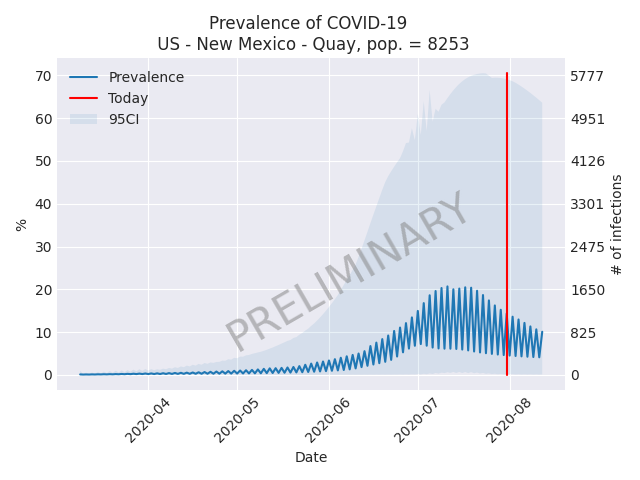 Prevalence of COVID-19
US - New Mexico - Quay, pop. = 8253
Prevalence
Today
95CI
70
60
50
40
30
20
10
0
%
5777
4951
4126
3301
2475
1650
825
0
# of infections
PRELIMINARY
2020-04
2020-05
2020-06
2020-07
2020-08
Date